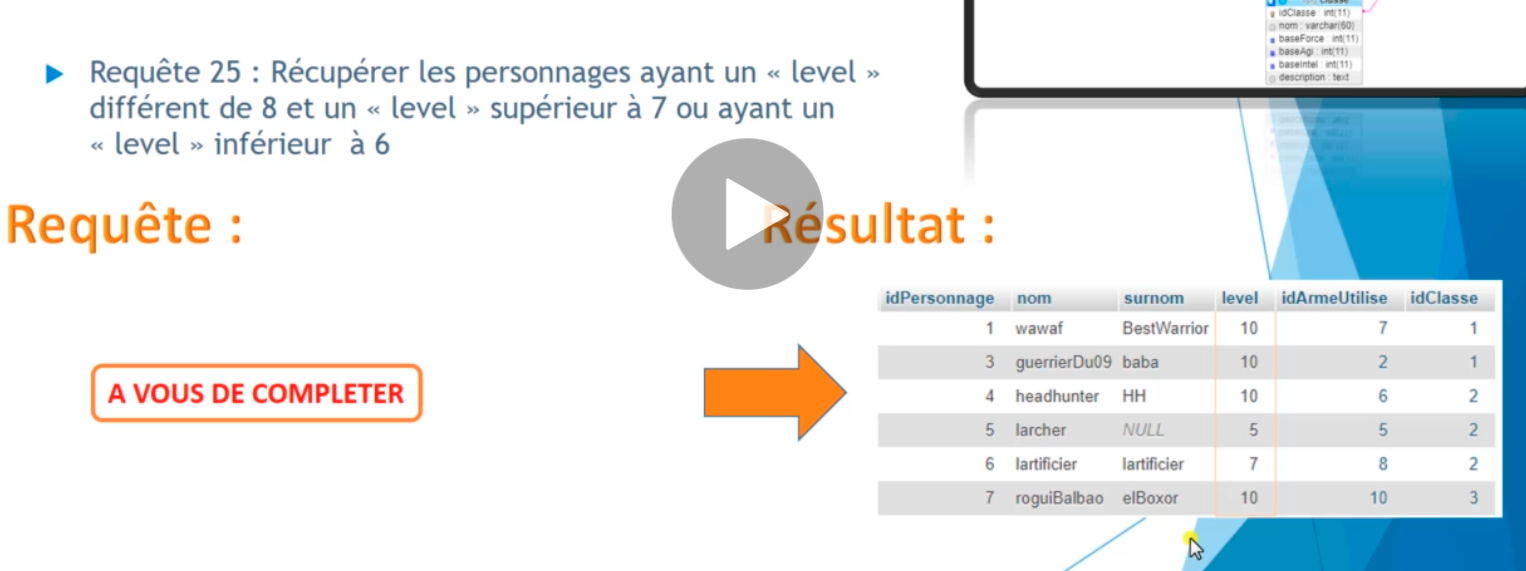 Classe
idClasse : int(11)
nom : varchar(60)
baseForce : int(11)
baseAgi : int(11)
baseIntel : int(11)
description : text
Requête 25 : Récupérer les personnages ayant un « level »
différent de 8 et un « level » supérieur à 7 ou ayant un
« level » inférieur à 6
Requête :
Résultat :
A VOUS DE COMPLETER
idPersonnage nom surnom level idArmeUtilise idClasse
1 wawaf BestWarrior 10 7 1
3 guerrierDu09 baba 10 2 1
4 headhunter HH 10 6 2
5 larcher NULL 5 5 2
6 lartificier lartificier 7 8 2
7 roguiBalbao elBoxor 10 10 3